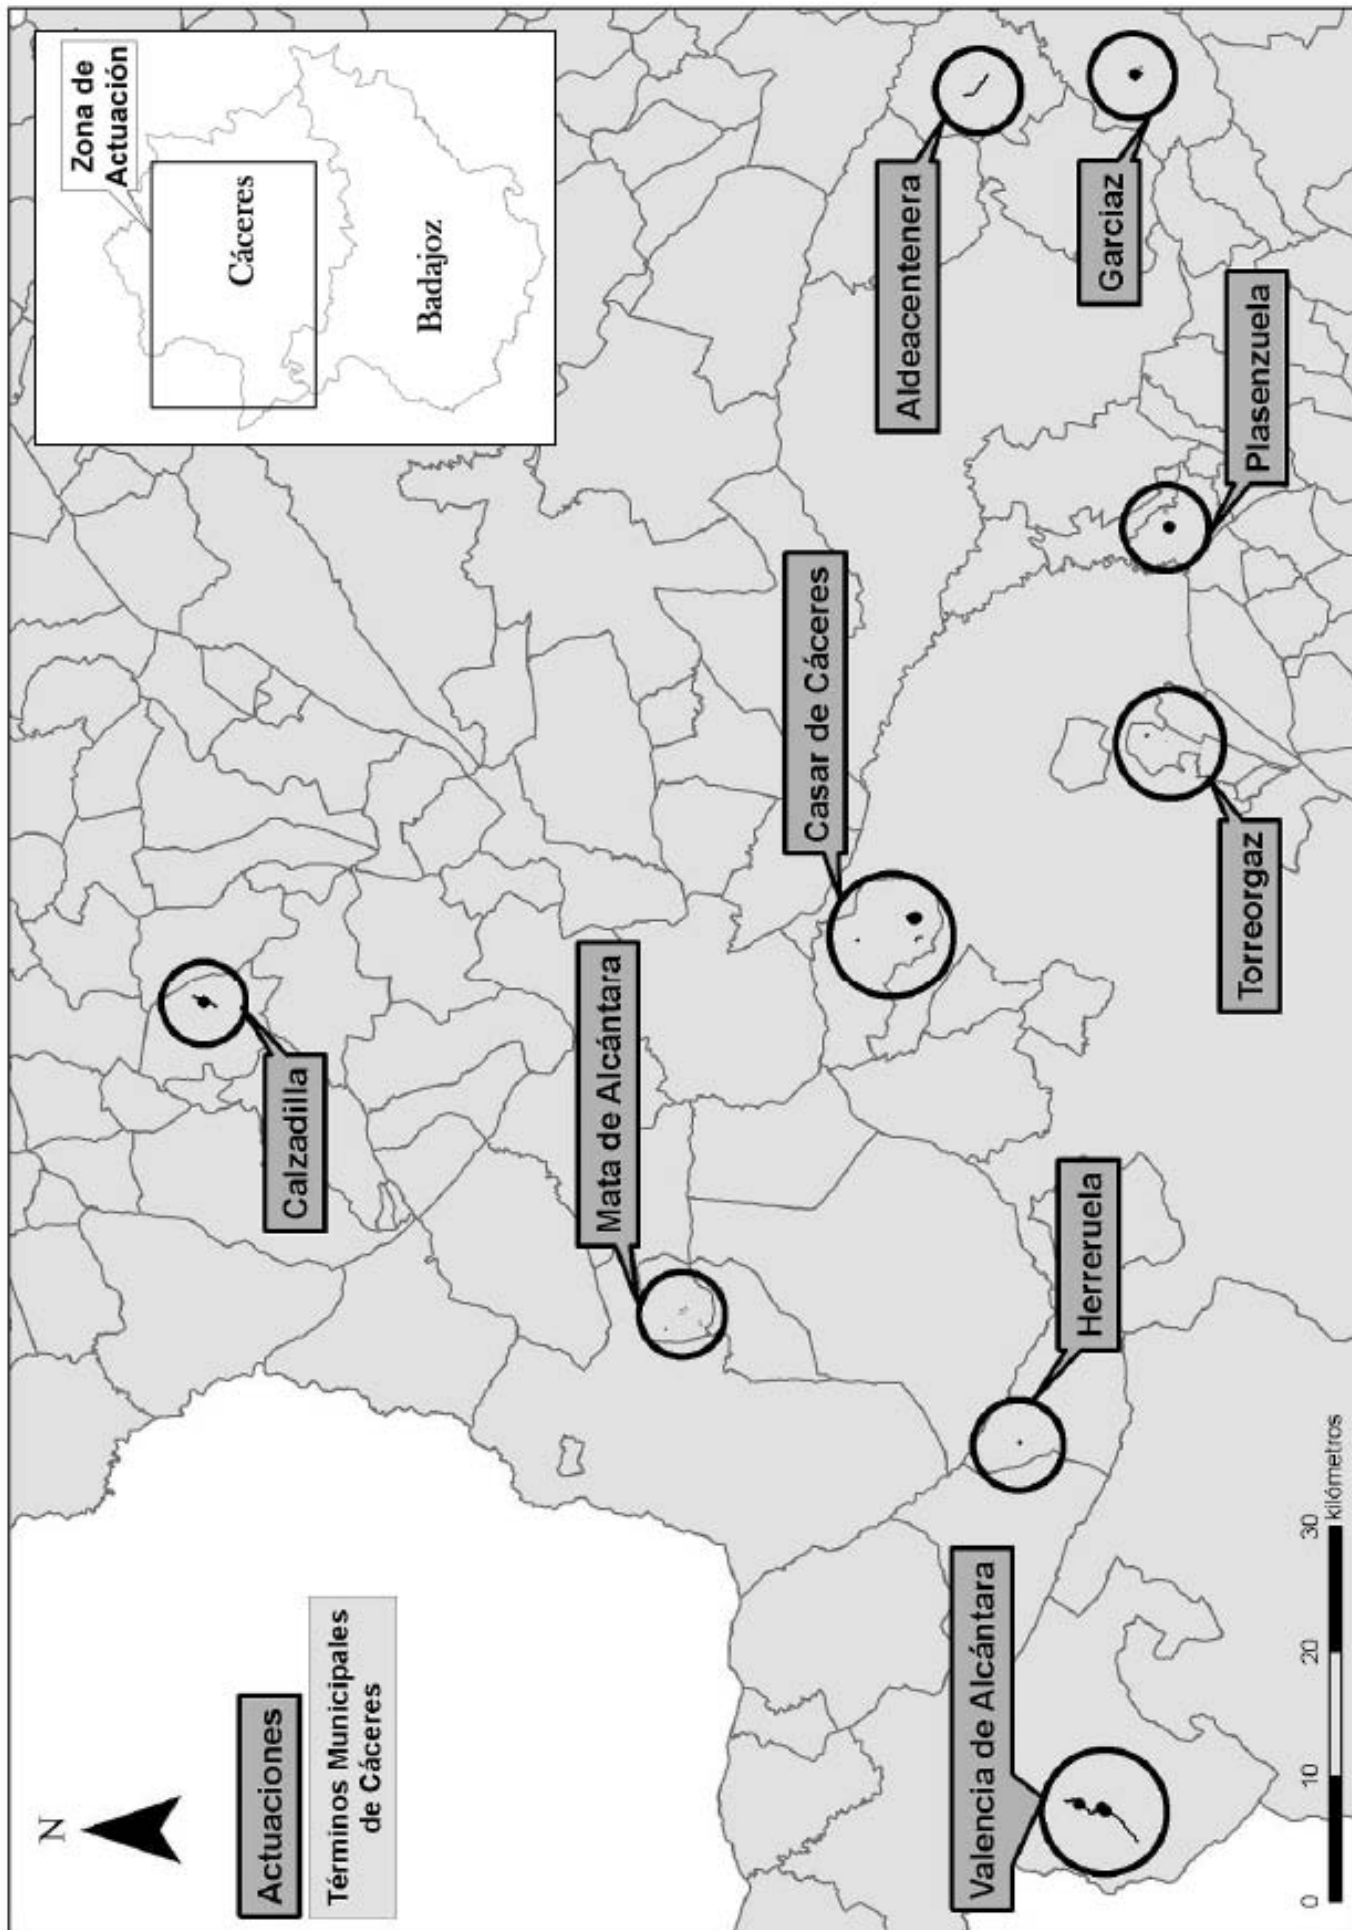 N
Actuaciones
Términos Municipales
de Cáceres
Zona de
Actuación
Cáceres
Badajoz
Calzadilla
Mata de Alcántara
Casar de Cáceres
Aldeacentenera
Garciaz
Plasenzuela
Torreorgaz
Herreruela
Valencia de Alcántara
0 10 20 30
kilómetros